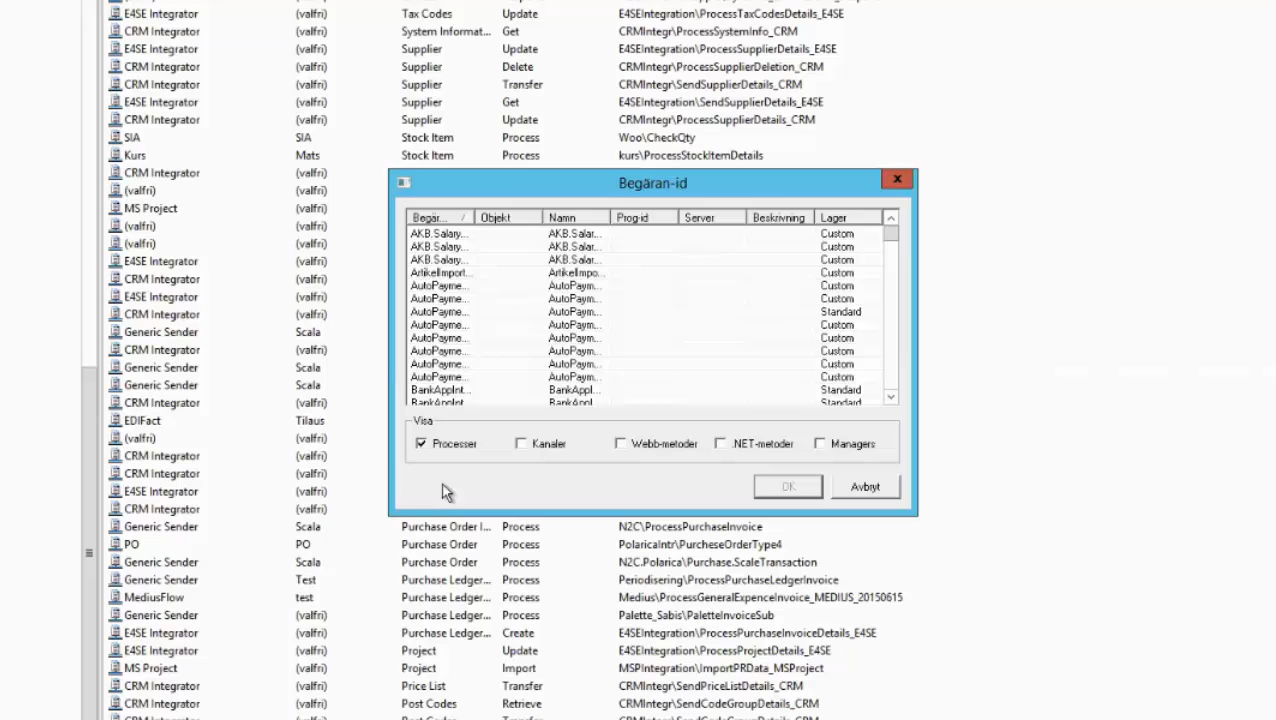 E4SE Integrator (valfri) Tax Codes Update E4SEIntegration\ProcessTaxCodesDetails_E4SE
CRM Integrator (valfri) System Informat... Get CRMIntegr\ProcessSystemInfo_CRM
E4SE Integrator (valfri) Supplier Update E4SEIntegration\ProcessSupplierDetails_E4SE
CRM Integrator (valfri) Supplier Delete CRMIntegr\ProcessSupplierDeletion_CRM
CRM Integrator (valfri) Supplier Transfer CRMIntegr\SendSupplierDetails_CRM
E4SE Integrator (valfri) Supplier Get E4SEIntegration\SendSupplierDetails_E4SE
CRM Integrator (valfri) Supplier Update CRMIntegr\ProcessSupplierDetails_CRM
SIA SIA Stock Item Process Woo\CheckQty
Kurs Mats Stock Item Process kurs\ProcessStockItemDetails
CRM Integrator (valfri)
(valfri) (valfri)
MS Project (valfri)
(valfri) (valfri)
(valfri) (valfri)
E4SE Integrator (valfri)
CRM Integrator (valfri)
E4SE Integrator (valfri)
CRM Integrator (valfri)
Generic Sender Scala
CRM Integrator (valfri)
Generic Sender Scala
Generic Sender Scala
CRM Integrator (valfri)
EDIFact Tilaus
(valfri) (valfri)
CRM Integrator (valfri)
CRM Integrator (valfri)
E4SE Integrator (valfri)
CRM Integrator (valfri)
Begäran-id
x
Begär... / Objekt Namn Prog-id Server Beskrivning Lager
AKB.Salary... AKB.Salar... Custom
AKB.Salary... AKB.Salar... Custom
AKB.Salary... AKB.Salar... Custom
ArtikelImport... ArtikelImpo... Custom
AutoPayme... AutoPaym... Custom
AutoPayme... AutoPaym... Custom
AutoPayme... AutoPaym... Standard
AutoPayme... AutoPaym... Custom
AutoPayme... AutoPaym... Custom
AutoPayme... AutoPaym... Custom
AutoPayme... AutoPaym... Custom
AutoPayme... AutoPaym... Custom
BankAppInt... BankAppl... Standard
BankAppInt... BankAppl... Standard
Visa
Processer Kanaler Webb-metoder .NET-metoder Managers
OK Avbryt
Generic Sender Scala Purchase Order I... Process N2C\ProcessPurchaseInvoice
PO PO Purchase Order Process PolaricaIntr\PurcheseOrderType4
Generic Sender Scala Purchase Order Process N2C.Polarica\Purchase.ScaleTransaction
Generic Sender Test Purchase Ledger... Process Periodisering\ProcessPurchaseLedgerInvoice
MediusFlow test Purchase Ledger... Process Medius\ProcessGeneralExpenceInvoice_MEDIUS_20150615
Generic Sender (valfri) Purchase Ledger... Process Palette_Sabis\PaletteInvoiceSub
E4SE Integrator (valfri) Purchase Ledger... Create E4SEIntegration\ProcessPurchaseInvoiceDetails_E4SE
E4SE Integrator (valfri) Project Update E4SEIntegration\ProcessProjectDetails_E4SE
MS Project (valfri) Project Import MSPIntegration\ImportPRData_MSProject
CRM Integrator (valfri) Price List Transfer CRMIntegr\SendPriceListDetails_CRM
CRM Integrator (valfri) Post Codes Retrieve CRMIntegr\SendCodeGroupDetails_CRM